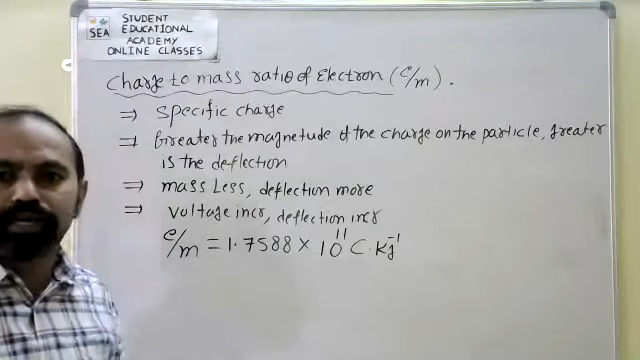 STUDENT
EDUCATIONAL
SEA
ACADEMY
ONLINE CLASSES
Charge to mass ratio of Electron (e/m).
⇒ Specific charge
⇒ Greater the magnitude of the charge on the particle, greater
is the deflection
⇒ mass Less, deflection more
⇒ Voltage incr, deflection incr
e/m = 1.7588 × 10¹¹ C.Kg⁻¹